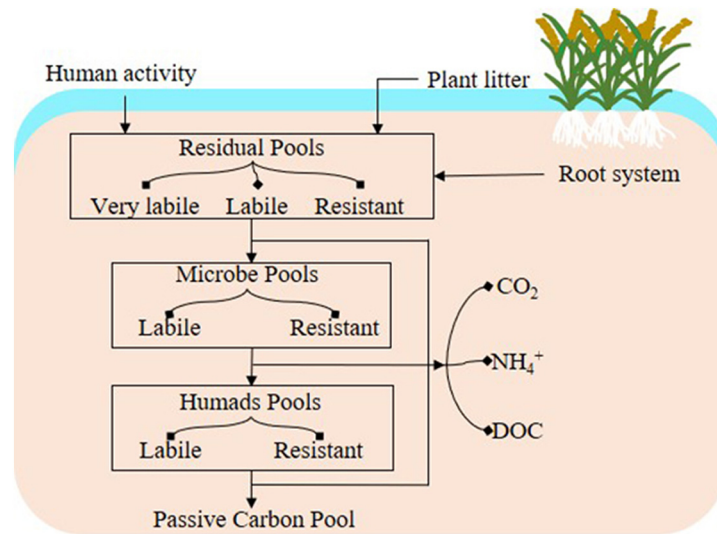 Human activity
Plant litter
Residual Pools
Very labile Labile Resistant
Root system
Microbe Pools
Labile Resistant
CO₂
NH₄⁺
Humads Pools
Labile Resistant
DOC
Passive Carbon Pool